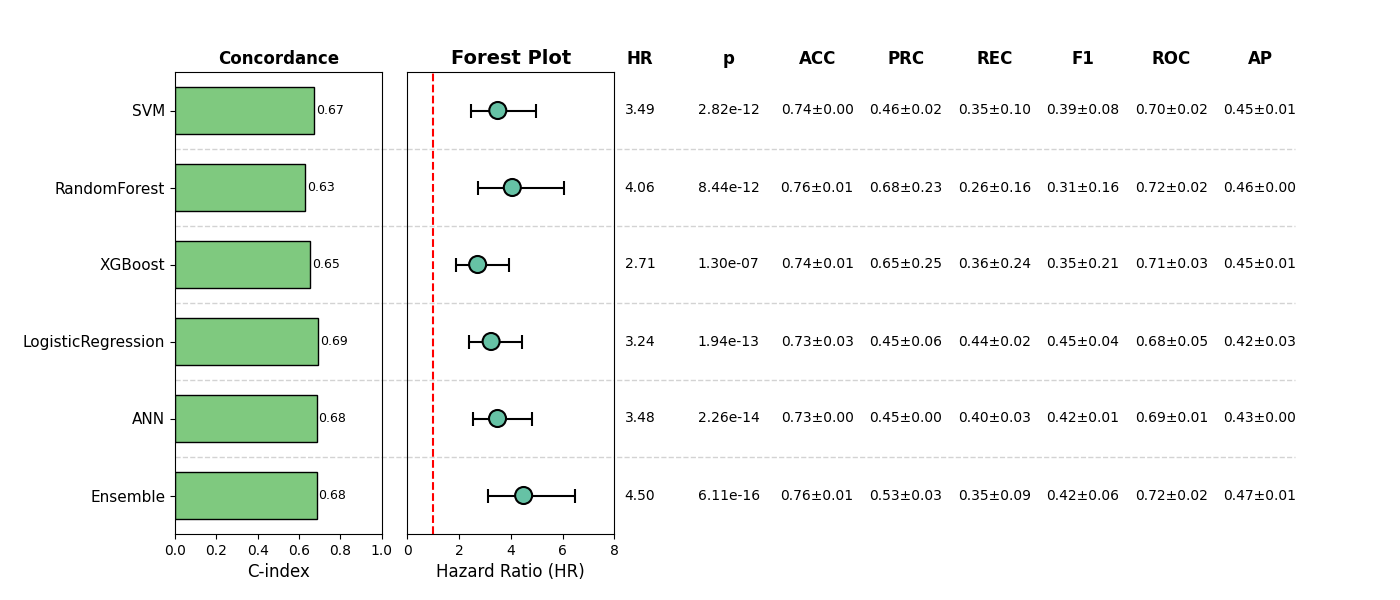 Concordance Forest Plot HR p ACC PRC REC F1 ROC AP
SVM 0.67 3.49 2.82e-12 0.74±0.00 0.46±0.02 0.35±0.10 0.39±0.08 0.70±0.02 0.45±0.01
RandomForest 0.63 4.06 8.44e-12 0.76±0.01 0.68±0.23 0.26±0.16 0.31±0.16 0.72±0.02 0.46±0.00
XGBoost 0.65 2.71 1.30e-07 0.74±0.01 0.65±0.25 0.36±0.24 0.35±0.21 0.71±0.03 0.45±0.01
LogisticRegression 0.69 3.24 1.94e-13 0.73±0.03 0.45±0.06 0.44±0.02 0.45±0.04 0.68±0.05 0.42±0.03
ANN 0.68 3.48 2.26e-14 0.73±0.00 0.45±0.00 0.40±0.03 0.42±0.01 0.69±0.01 0.43±0.00
Ensemble 0.68 4.50 6.11e-16 0.76±0.01 0.53±0.03 0.35±0.09 0.42±0.06 0.72±0.02 0.47±0.01
0.0 0.2 0.4 0.6 0.8 1.0 0 2 4 6 8
C-index Hazard Ratio (HR)